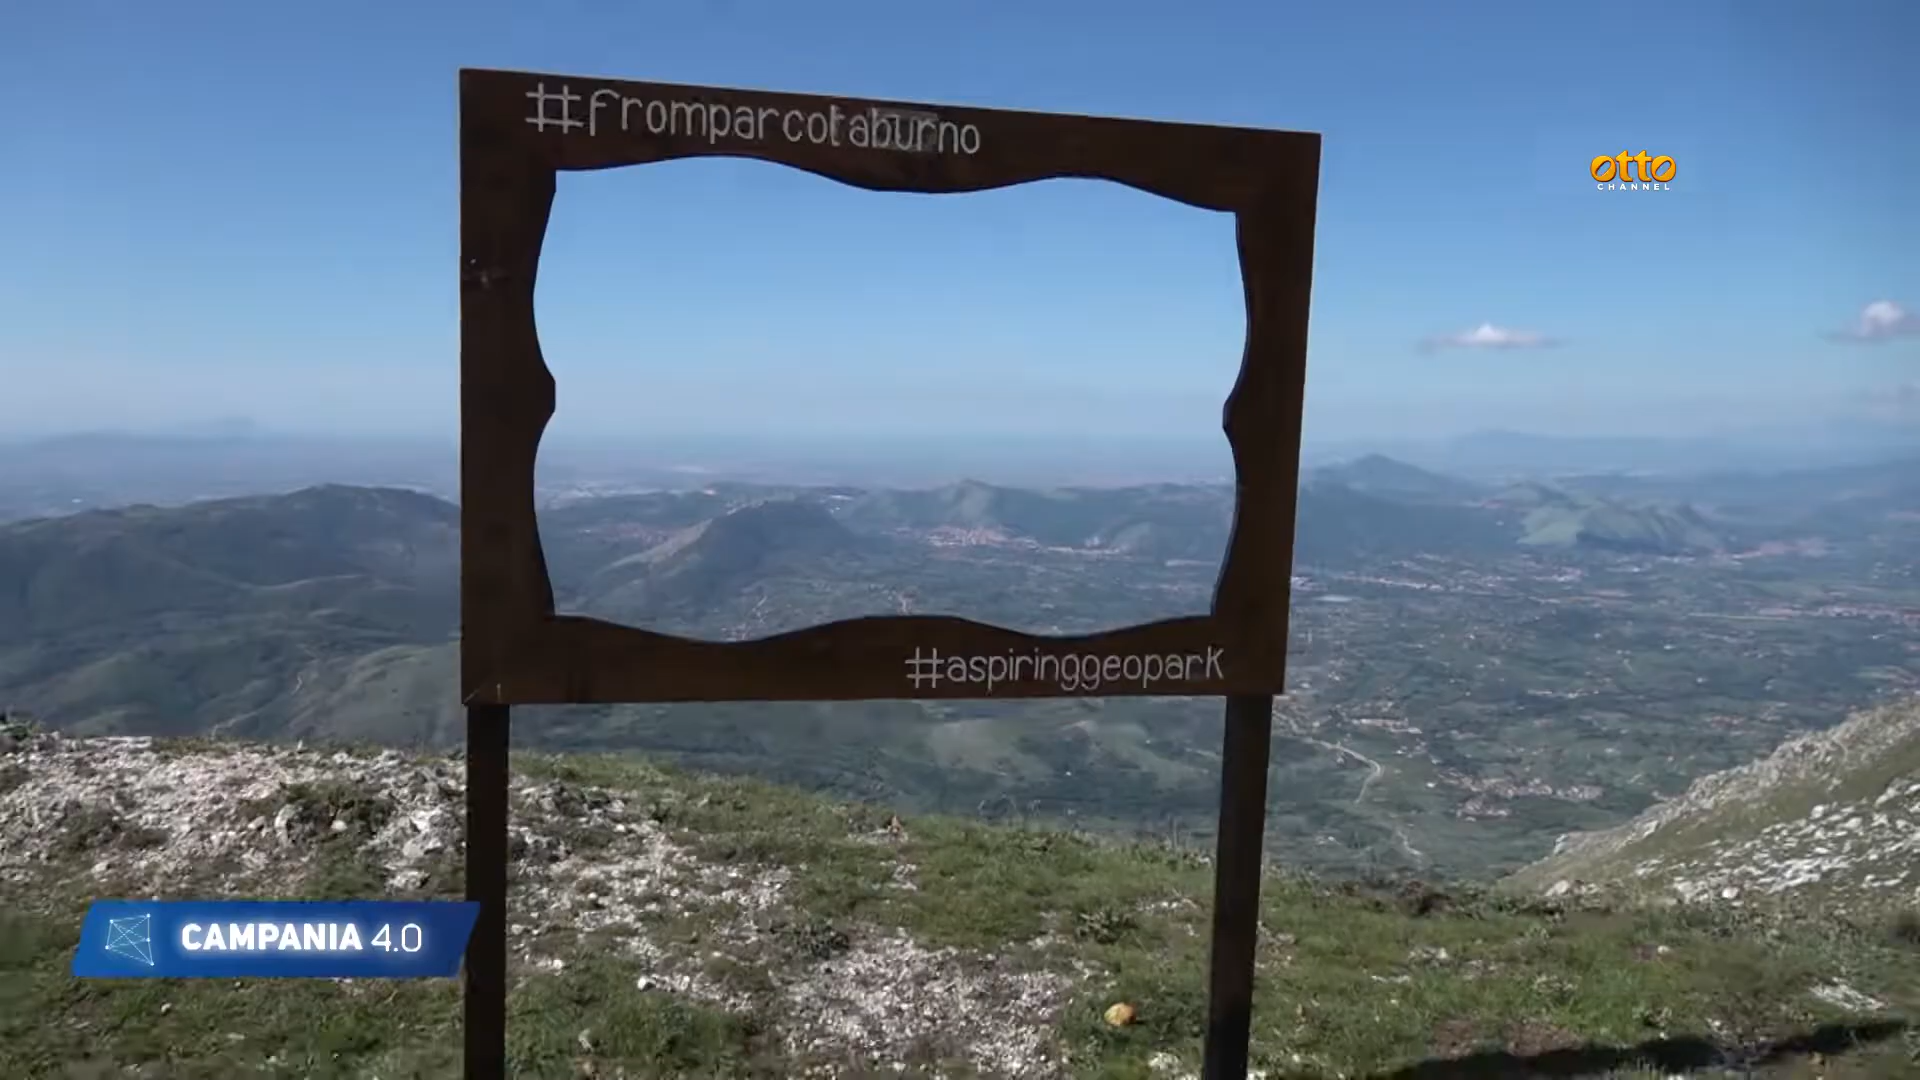 #fromparcotaburno
otto
CHANNEL
#aspiringgeopark
CAMPANIA 4.0